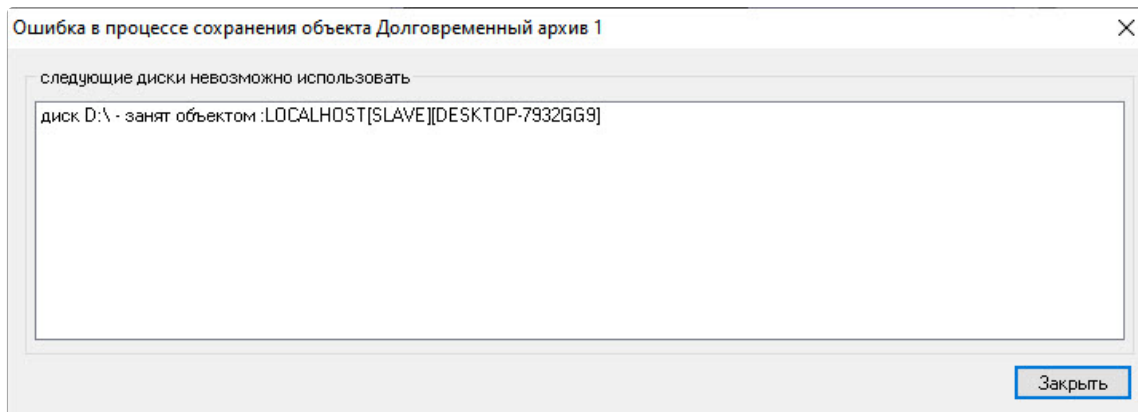 Ошибка в процессе сохранения объекта Долговременный архив 1
следующие диски невозможно использовать
диск D:\ - занят объектом :LOCALHOST[SLAVE][DESKTOP-7932GG9]
Закрыть